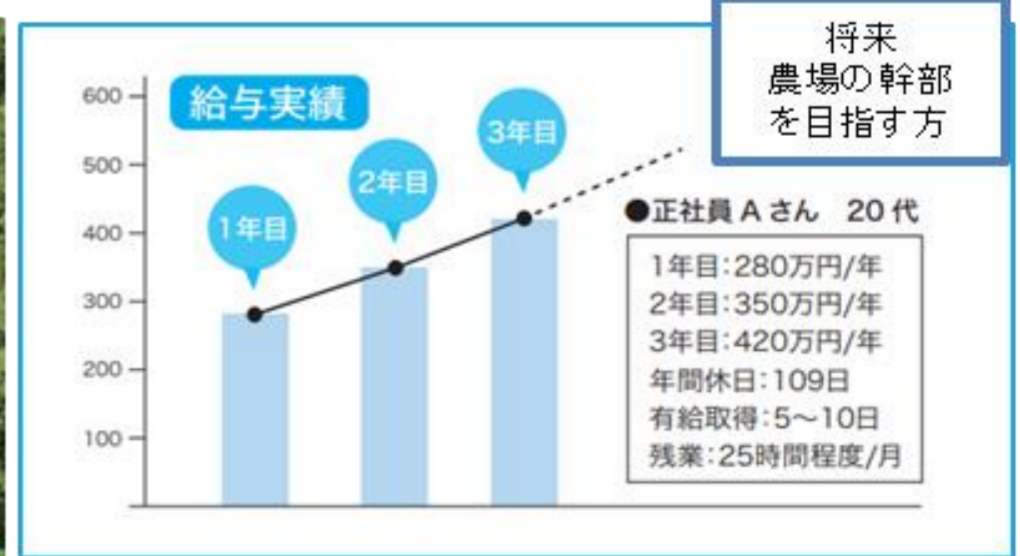 将来
農場の幹部
を目指す方
給与実績
600
500
400
300
200
100
1年目
2年目
3年目
●正社員 A さん　20 代
1年目:280万円/年
2年目:350万円/年
3年目:420万円/年
年間休日:109日
有給取得:5〜10日
残業:25時間程度/月